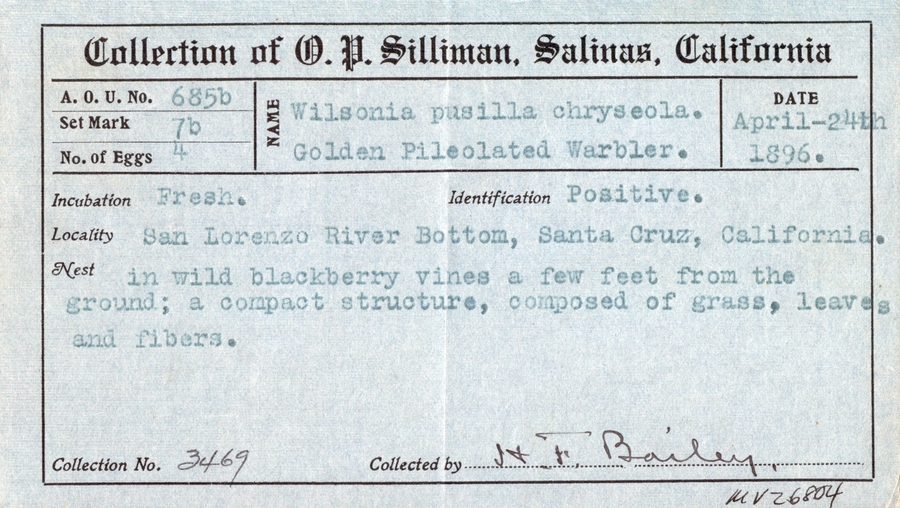 Collection of O. P. Silliman, Salinas, California
A. O. U. No. 685b
Set Mark 7b
No. of Eggs 4
NAME Wilsonia pusilla chryseola.
Golden Pileolated Warbler.
DATE
April-24th
1896.
Incubation Fresh. Identification Positive.
Locality San Lorenzo River Bottom, Santa Cruz, California.
Nest in wild blackberry vines a few feet from the
ground; a compact structure, composed of grass, leaves
and fibers.
Collection No. 3469 Collected by H. F. Bailey.
MVZ6804